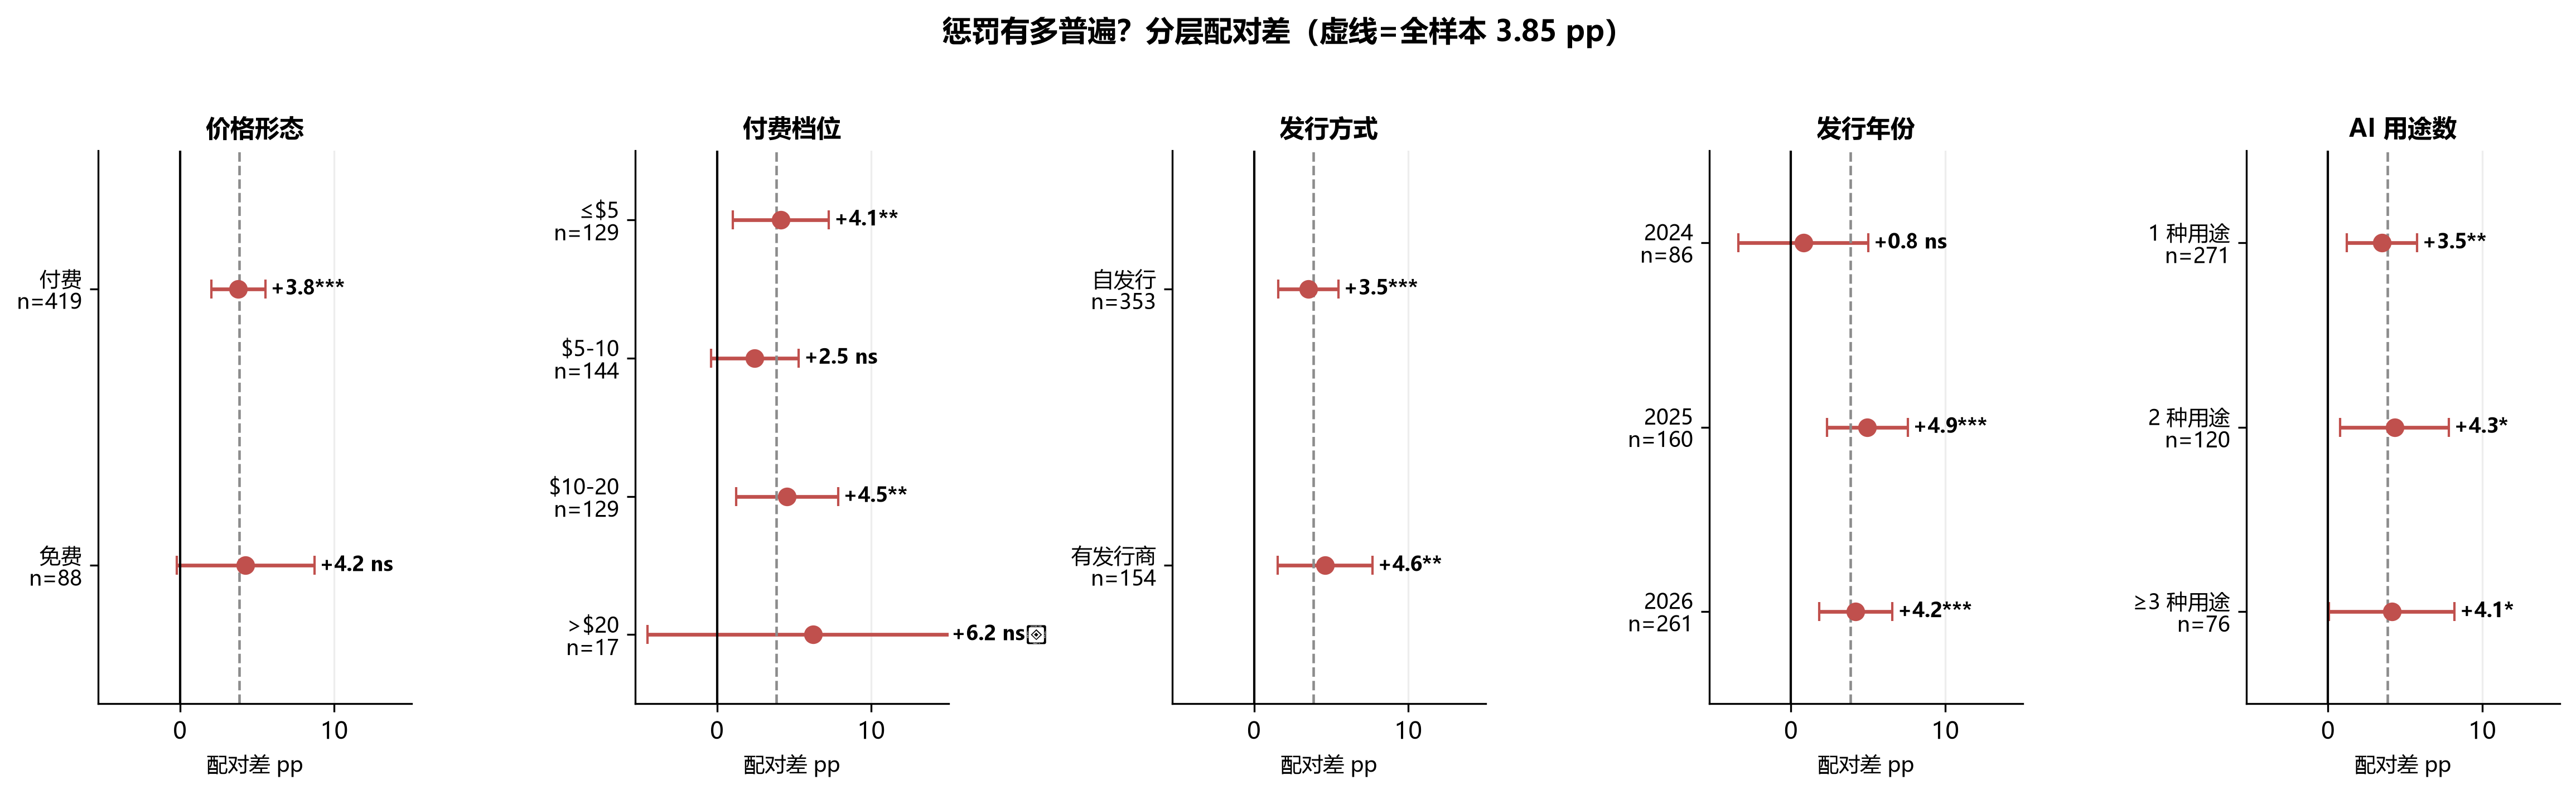 惩罚有多普遍？分层配对差（虚线=全样本 3.85 pp）
价格形态
付费
n=419
+3.8***
免费
n=88
+4.2 ns
0
10
配对差 pp
付费档位
≤$5
n=129
+4.1**
$5-10
n=144
+2.5 ns
$10-20
n=129
+4.5**
>$20
n=17
+6.2 ns
0
10
配对差 pp
发行方式
自发行
n=353
+3.5***
有发行商
n=154
+4.6**
0
10
配对差 pp
发行年份
2024
n=86
+0.8 ns
2025
n=160
+4.9***
2026
n=261
+4.2***
0
10
配对差 pp
AI 用途数
1 种用途
n=271
+3.5**
2 种用途
n=120
+4.3*
≥3 种用途
n=76
+4.1*
0
10
配对差 pp